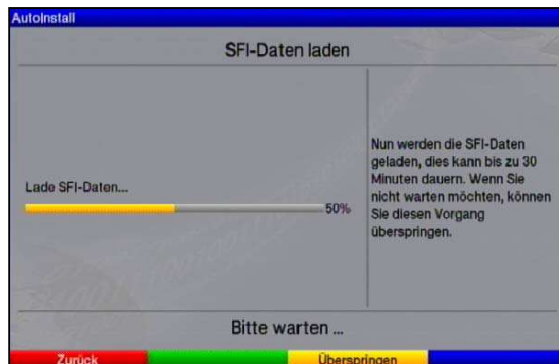 Autoinstall
SFI-Daten laden
Lade SFI-Daten...
50%
Nun werden die SFI-Daten
geladen, dies kann bis zu 30
Minuten dauern. Wenn Sie
nicht warten möchten, können
Sie diesen Vorgang
überspringen.
Bitte warten ...
Zurück
Überspringen